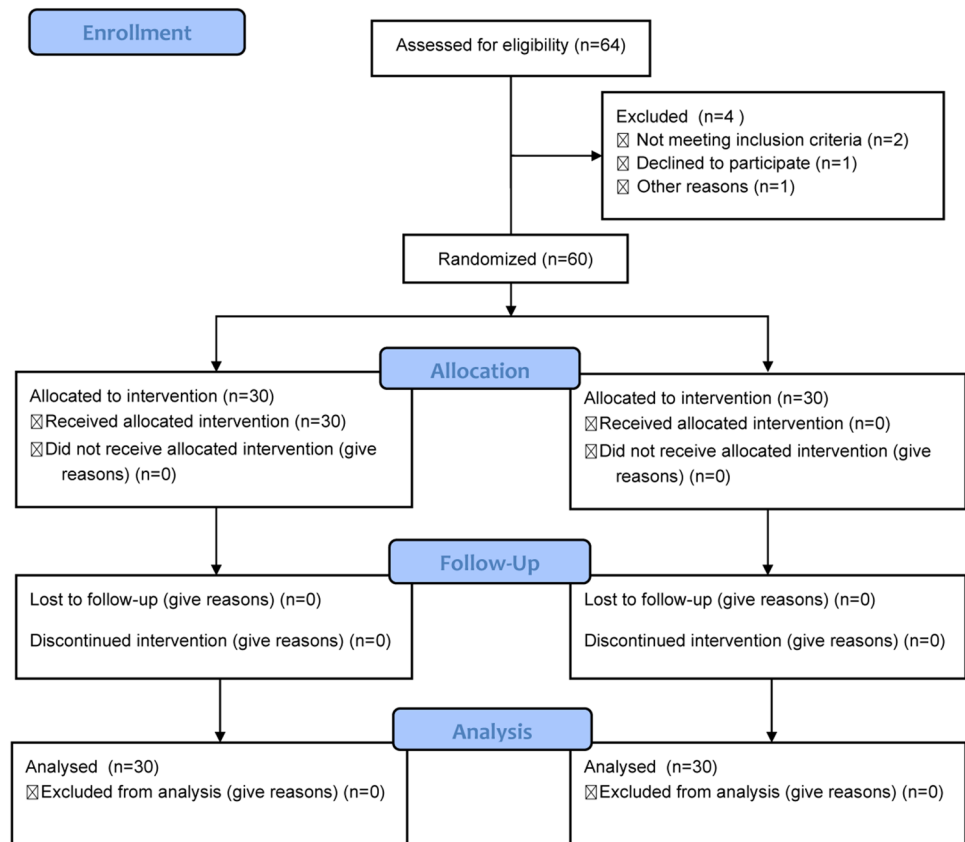 Enrollment
Assessed for eligibility (n=64)
Excluded (n=4 )
Not meeting inclusion criteria (n=2)
Declined to participate (n=1)
Other reasons (n=1)
Randomized (n=60)
Allocation
Allocated to intervention (n=30)
Received allocated intervention (n=30)
Did not receive allocated intervention (give
reasons) (n=0)
Allocated to intervention (n=30)
Received allocated intervention (n=0)
Did not receive allocated intervention (give
reasons) (n=0)
Follow-Up
Lost to follow-up (give reasons) (n=0)
Discontinued intervention (give reasons) (n=0)
Lost to follow-up (give reasons) (n=0)
Discontinued intervention (give reasons) (n=0)
Analysis
Analysed (n=30)
Excluded from analysis (give reasons) (n=0)
Analysed (n=30)
Excluded from analysis (give reasons) (n=0)